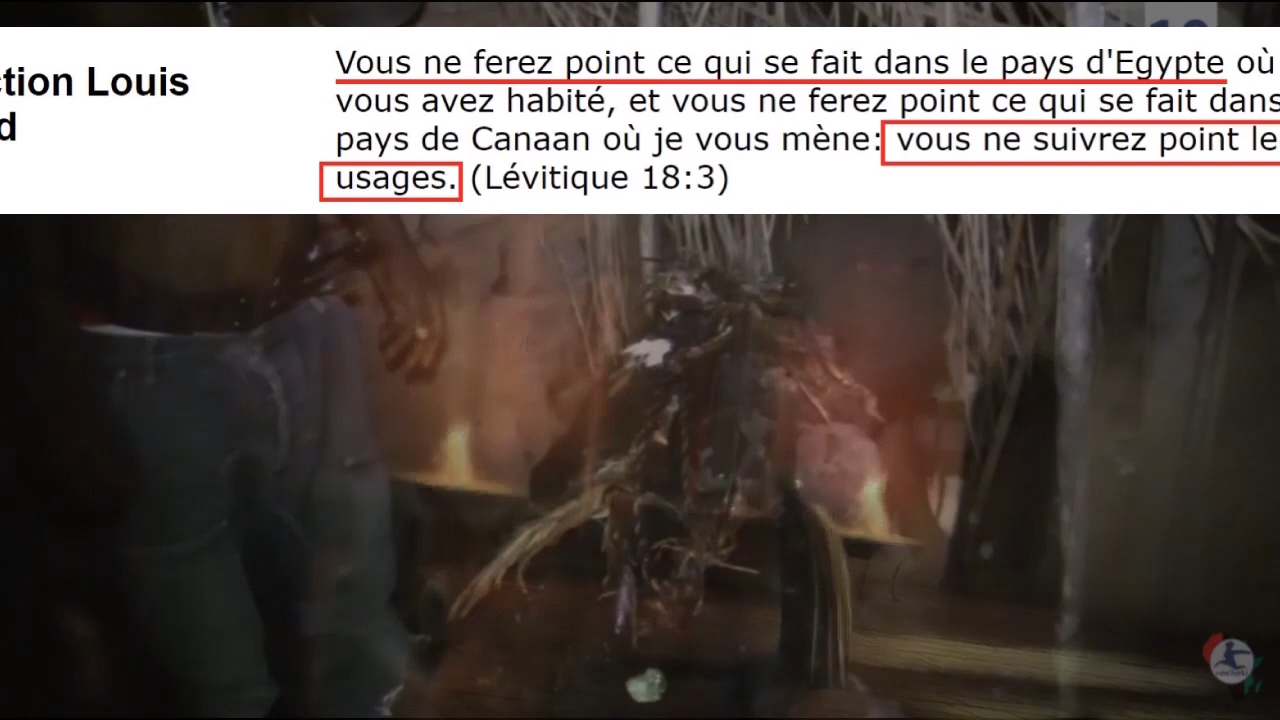 ction Louis
d
Vous ne ferez point ce qui se fait dans le pays d'Egypte où
vous avez habité, et vous ne ferez point ce qui se fait dans
pays de Canaan où je vous mène: vous ne suivrez point le
usages. (Lévitique 18:3)